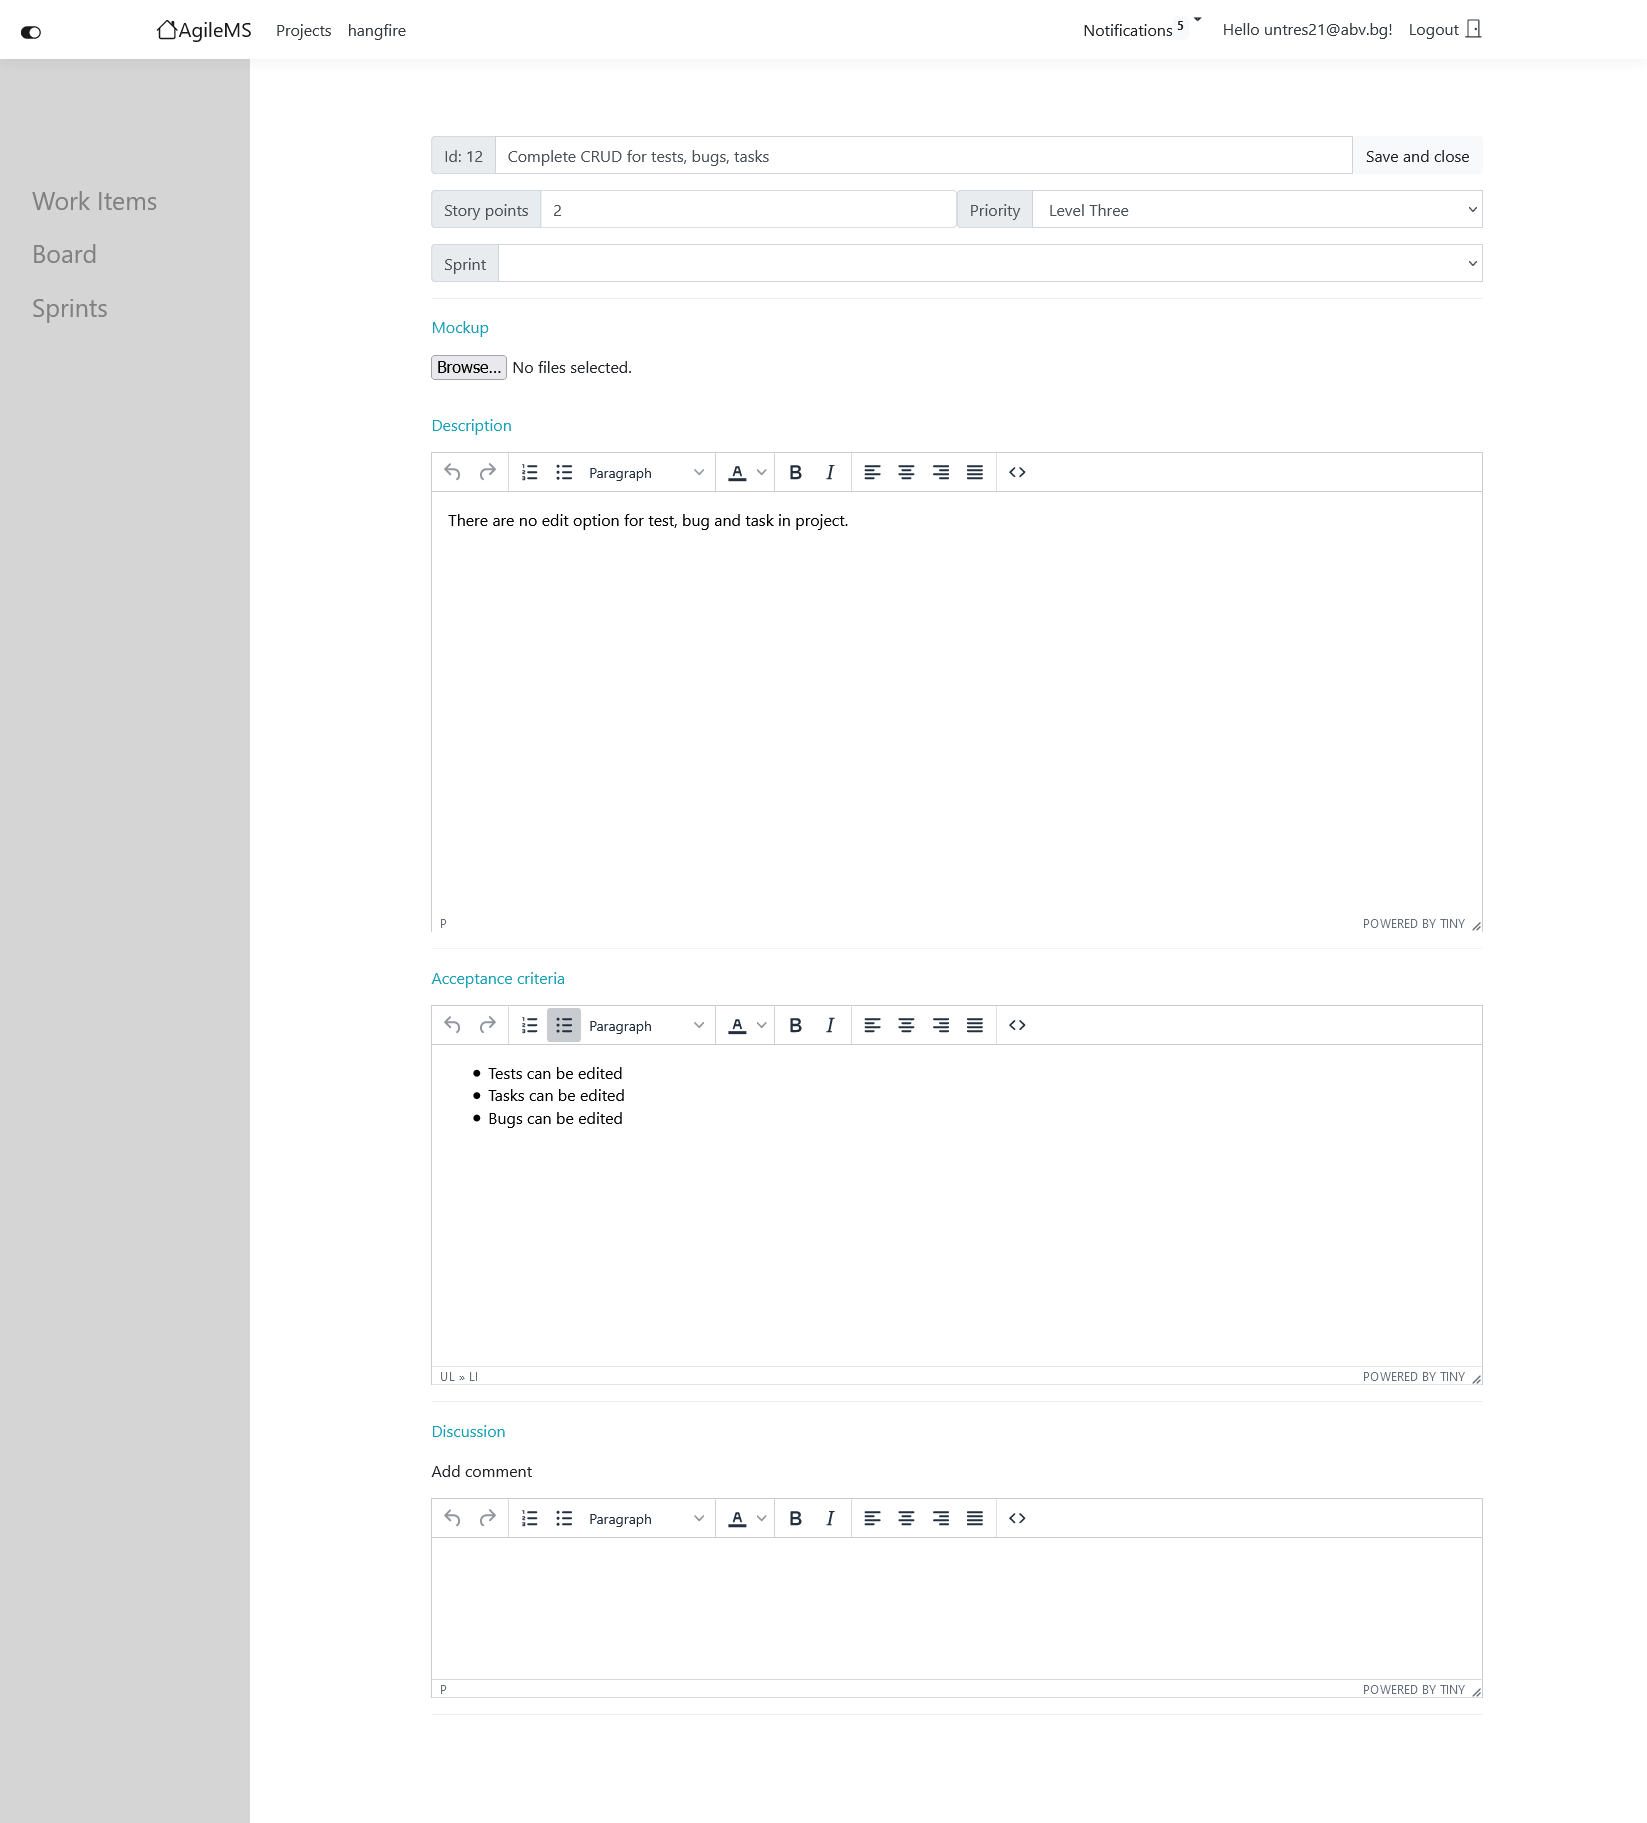 AgileMS Projects hangfire Notifications 5 Hello untres21@abv.bg! Logout
Work Items
Board
Sprints
Id: 12 Complete CRUD for tests, bugs, tasks Save and close
Story points 2 Priority Level Three
Sprint
Mockup
Browse... No files selected.
Description
Paragraph A B I
There are no edit option for test, bug and task in project.
P POWERED BY TINY
Acceptance criteria
Paragraph A B I
Tests can be edited
Tasks can be edited
Bugs can be edited
UL » LI POWERED BY TINY
Discussion
Add comment
Paragraph A B I
P POWERED BY TINY